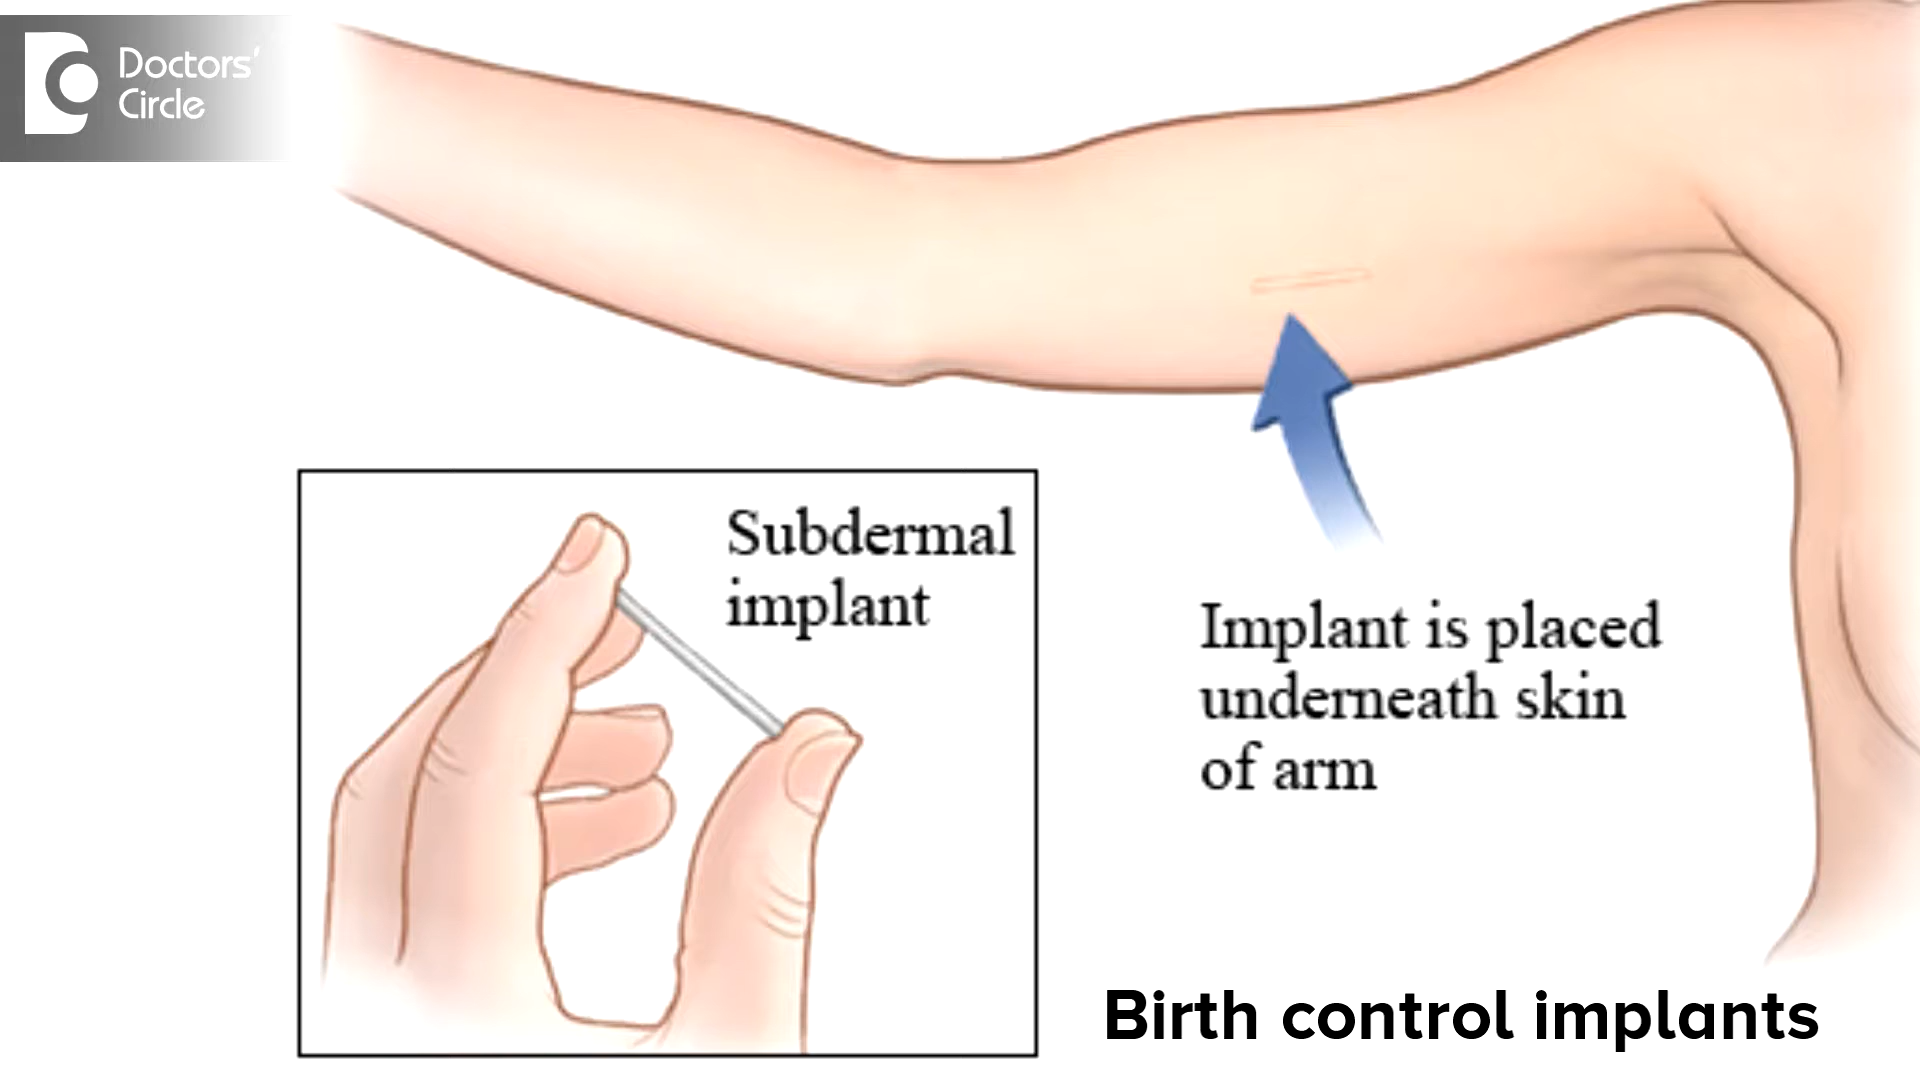 Doctors'
Circle
Subdermal
implant
Implant is placed
underneath skin
of arm
Birth control implants